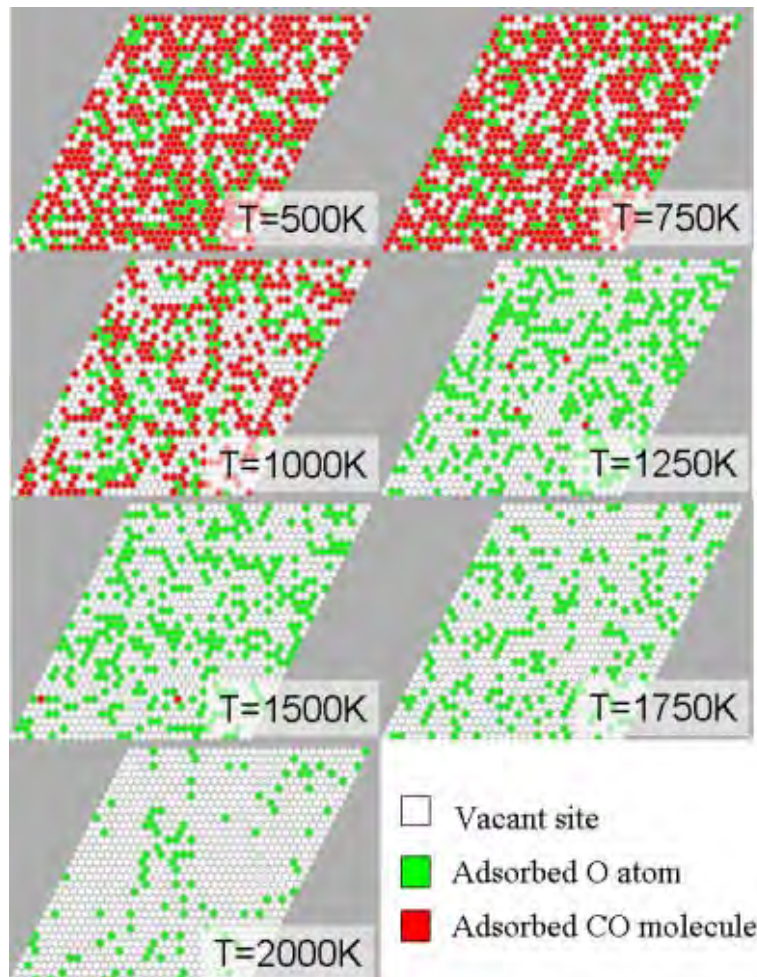 T=500K
T=750K
T=1000K
T=1250K
T=1500K
T=1750K
T=2000K
Vacant site
Adsorbed O atom
Adsorbed CO molecule